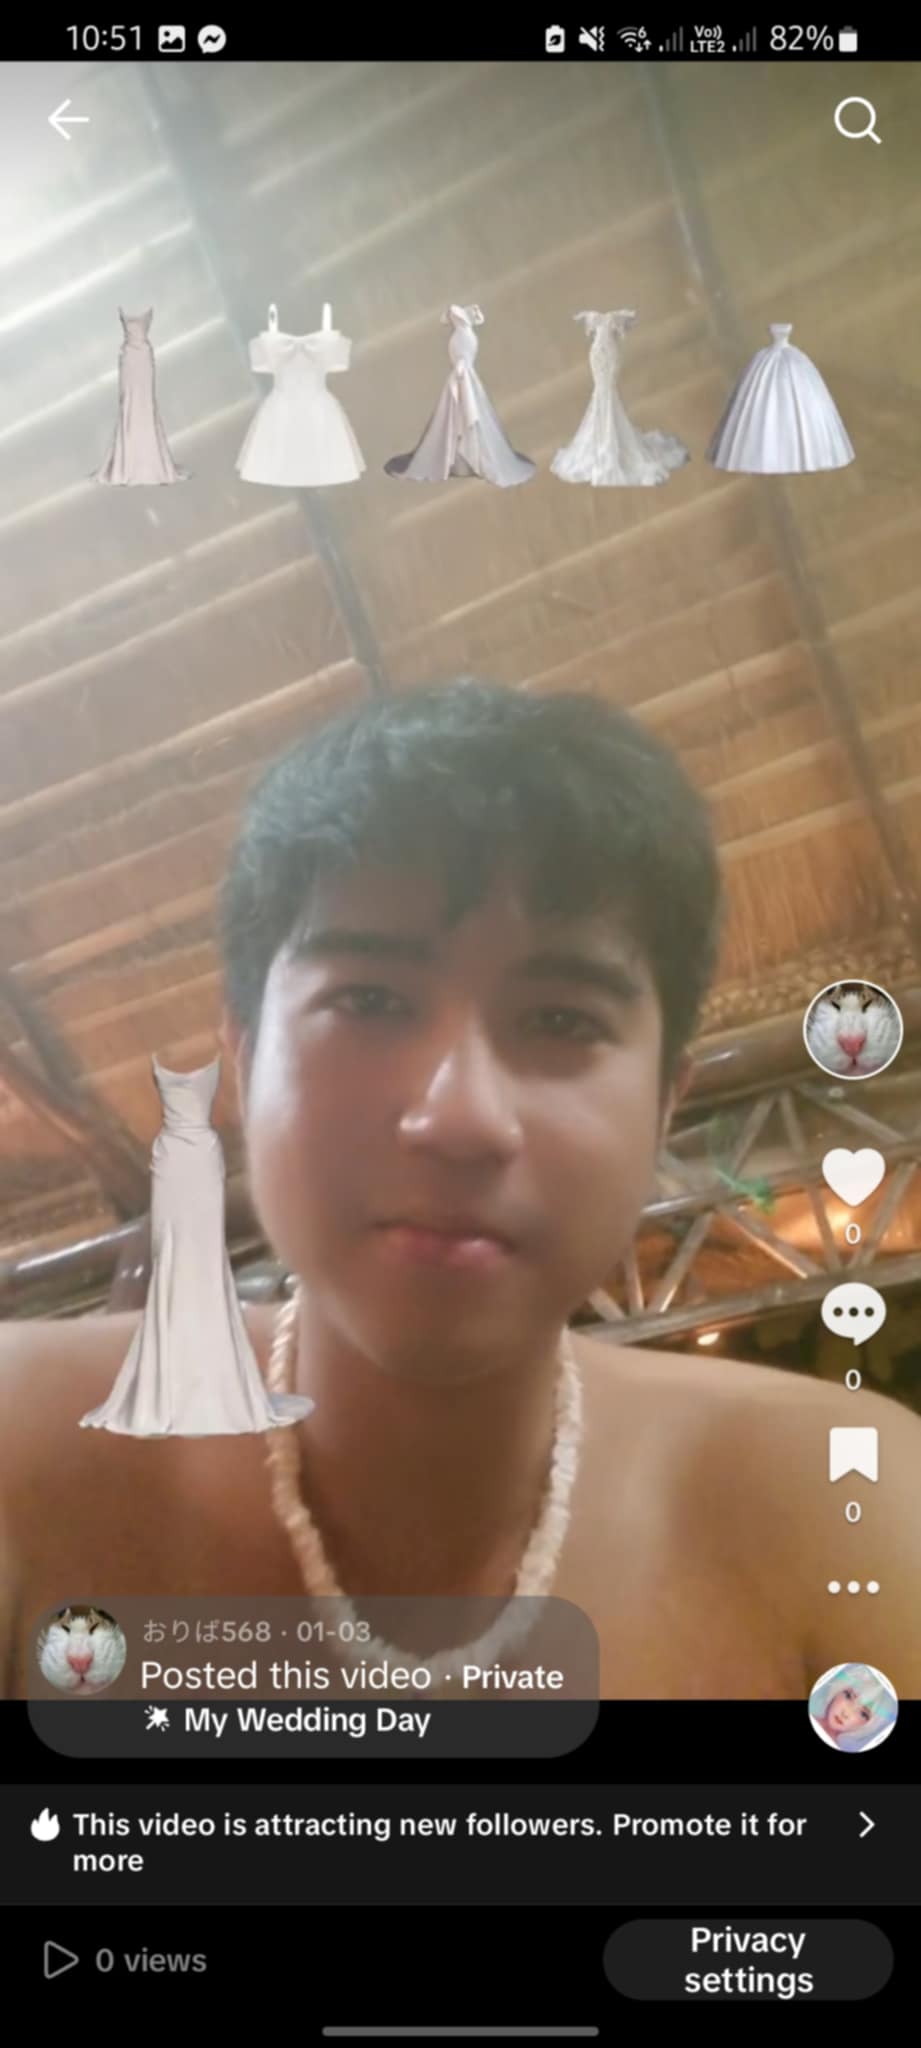 10:51
Vo))
LTE2
6
82%
0
0
0
おりば568 · 01-03
Posted this video · Private
My Wedding Day
This video is attracting new followers. Promote it for
more
0 views
Privacy
settings